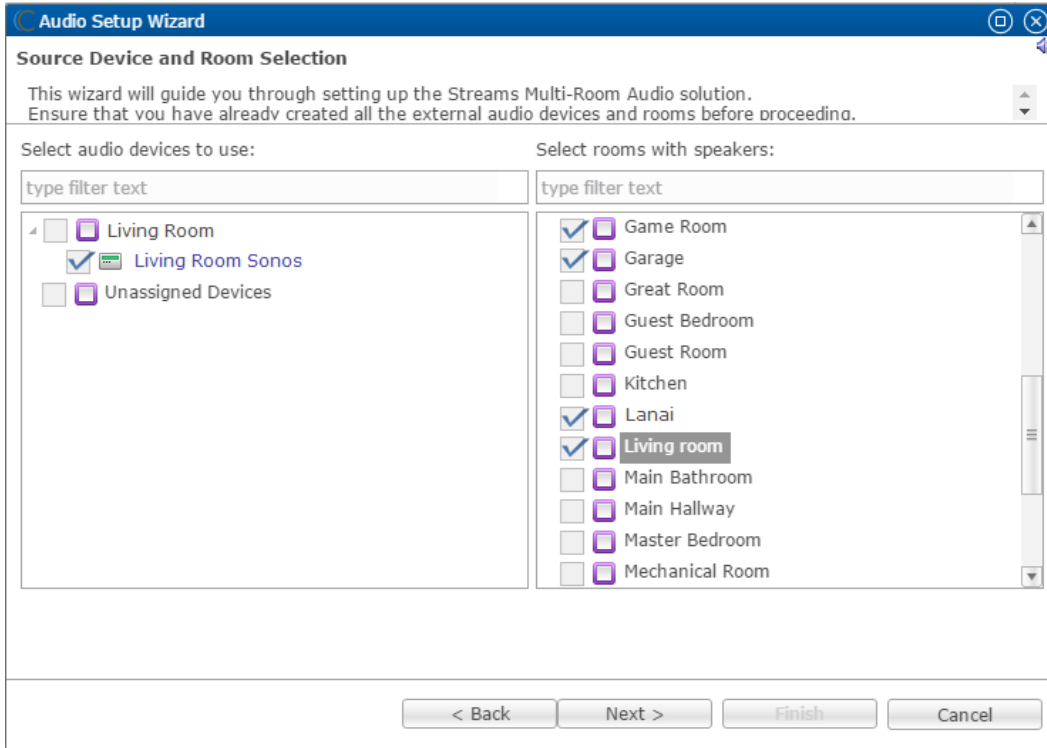 Audio Setup Wizard
Source Device and Room Selection
This wizard will guide you through setting up the Streams Multi-Room Audio solution.
Ensure that you have already created all the external audio devices and rooms before proceeding.
Select audio devices to use:
type filter text
Living Room
Living Room Sonos
Unassigned Devices
Select rooms with speakers:
type filter text
Game Room
Garage
Great Room
Guest Bedroom
Guest Room
Kitchen
Lanai
Living room
Main Bathroom
Main Hallway
Master Bedroom
Mechanical Room
< Back
Next >
Finish
Cancel